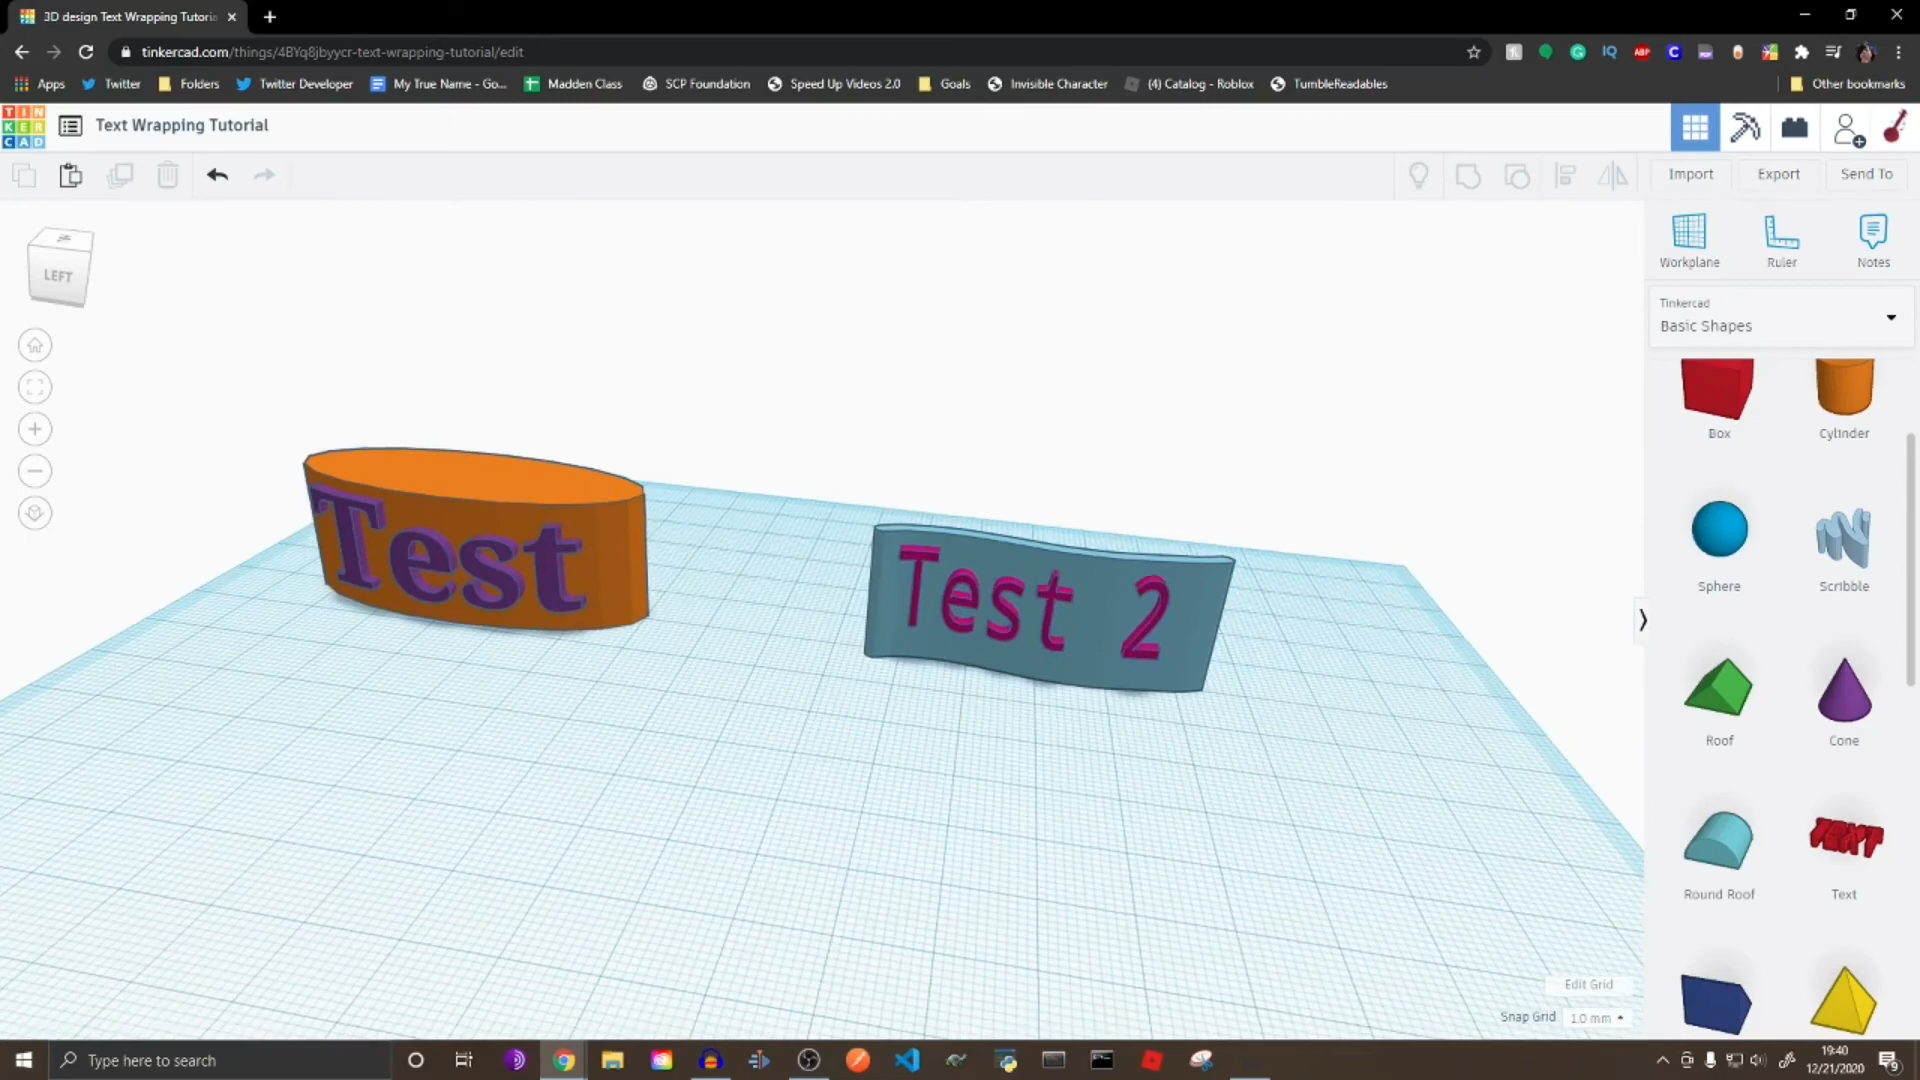 3D design Text Wrapping Tutoria
tinkercad.com/things/4BYq8jbyycr-text-wrapping-tutorial/edit
Apps Twitter Folders Twitter Developer My True Name - Go... Madden Class SCP Foundation Speed Up Videos 2.0 Goals Invisible Character (4) Catalog - Roblox TumbleReadables Other bookmarks
TIN
KER
CAD
Text Wrapping Tutorial
Import Export Send To
LEFT
Workplane Ruler Notes
Tinkercad
Basic Shapes
Box Cylinder
Test
Test 2
Sphere Scribble
Roof Cone
TEXT
Round Roof Text
Edit Grid
Snap Grid 1.0 mm
Type here to search
19:40
12/21/2020